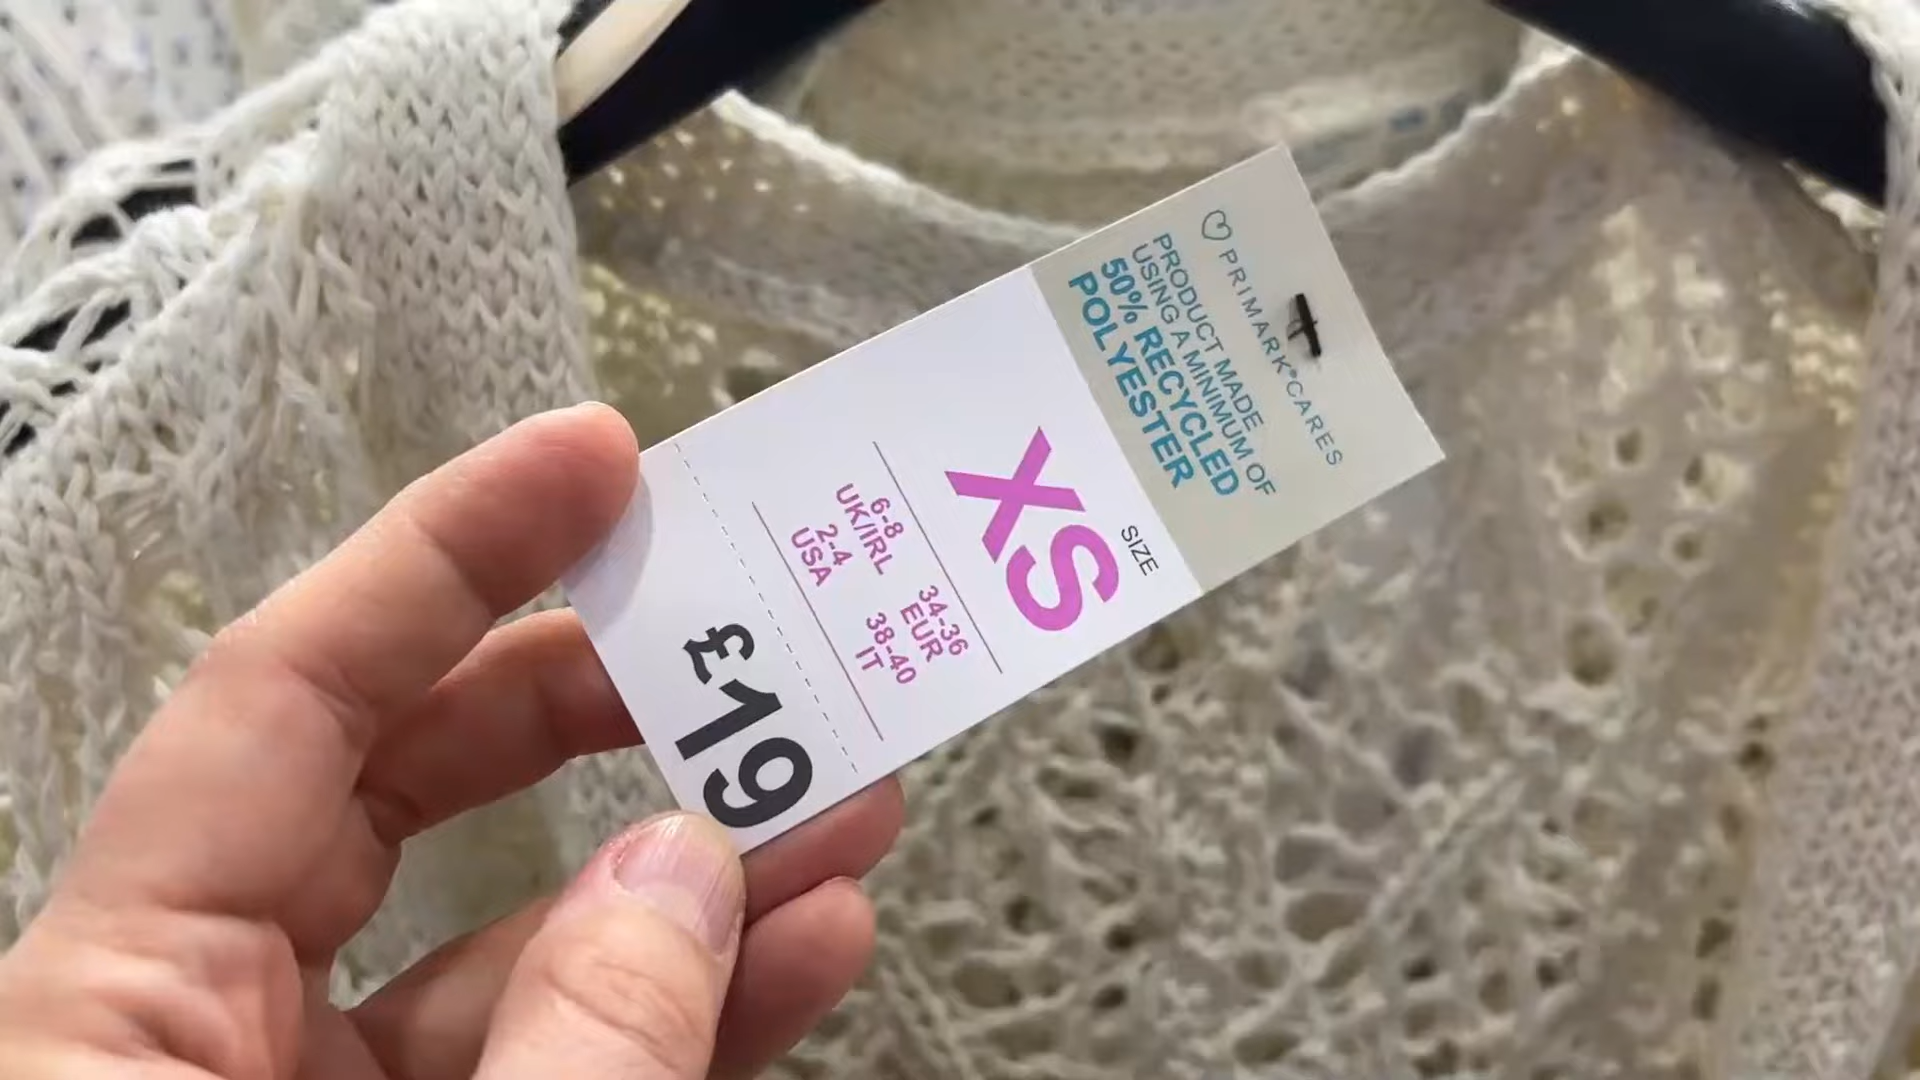 PRIMARK®CARES
PRODUCT MADE
USING A MINIMUM OF
50% RECYCLED
POLYESTER
SIZE
XS
6-8
UK/IRL
34-36
EUR
2-4
USA
38-40
IT
£19